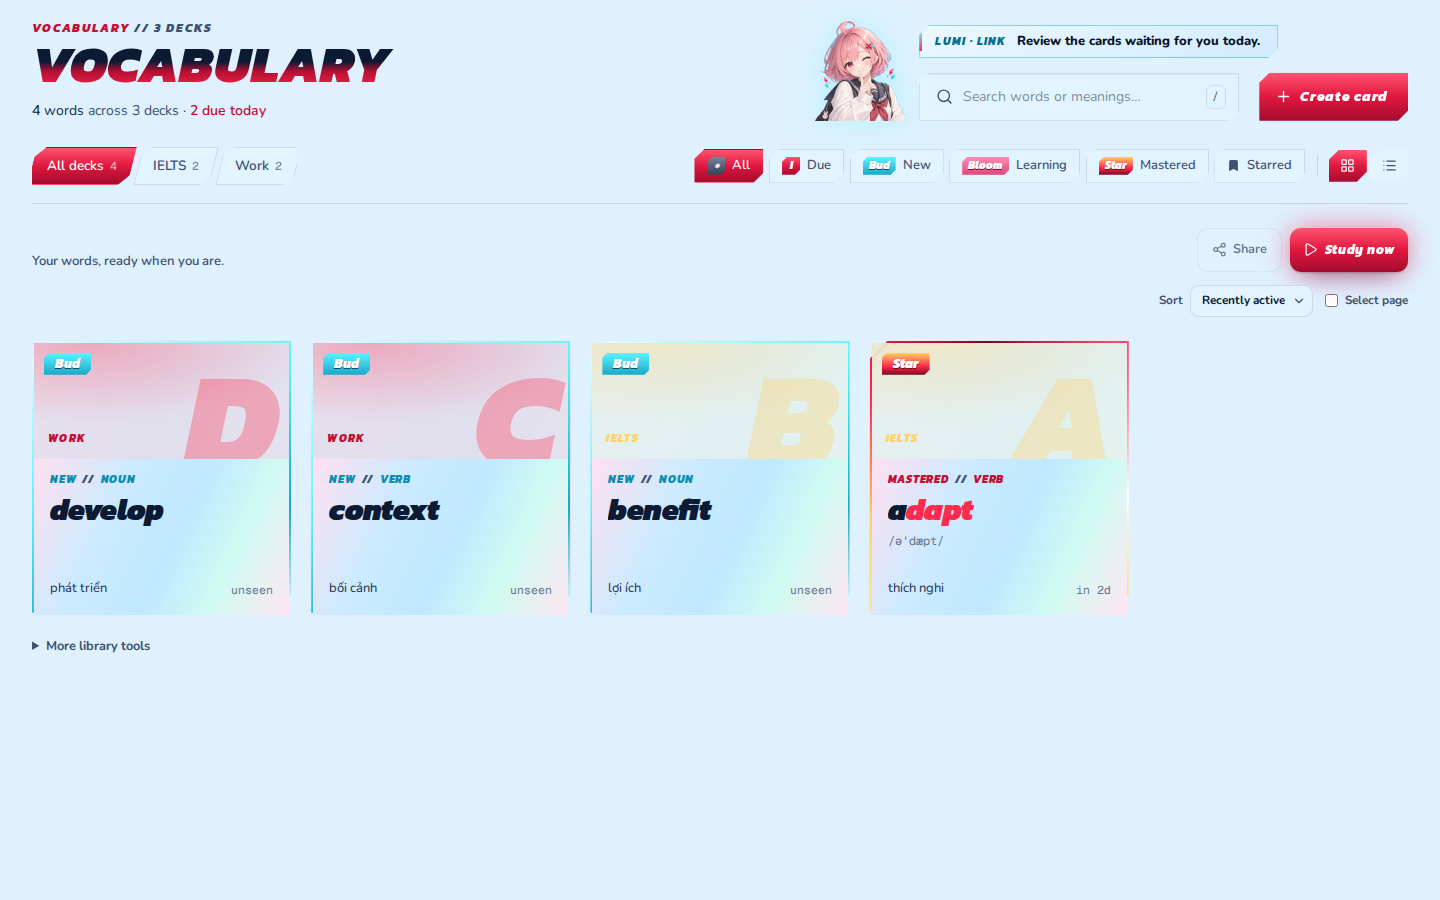 VOCABULARY // 3 DECKS
VOCABULARY
4 words across 3 decks · 2 due today
LUMI · LINK Review the cards waiting for you today.
Search words or meanings... /
+ Create card
All decks 4 IELTS 2 Work 2
All I Due Bud New Bloom Learning Star Mastered Starred
Your words, ready when you are.
Share Study now
Sort Recently active Select page
Bud
D
WORK
NEW // NOUN
develop
phát triển unseen
Bud
C
WORK
NEW // VERB
context
bối cảnh unseen
Bud
B
IELTS
NEW // NOUN
benefit
lợi ích unseen
Star
A
IELTS
MASTERED // VERB
adapt
/əˈdæpt/
thích nghi in 2d
More library tools